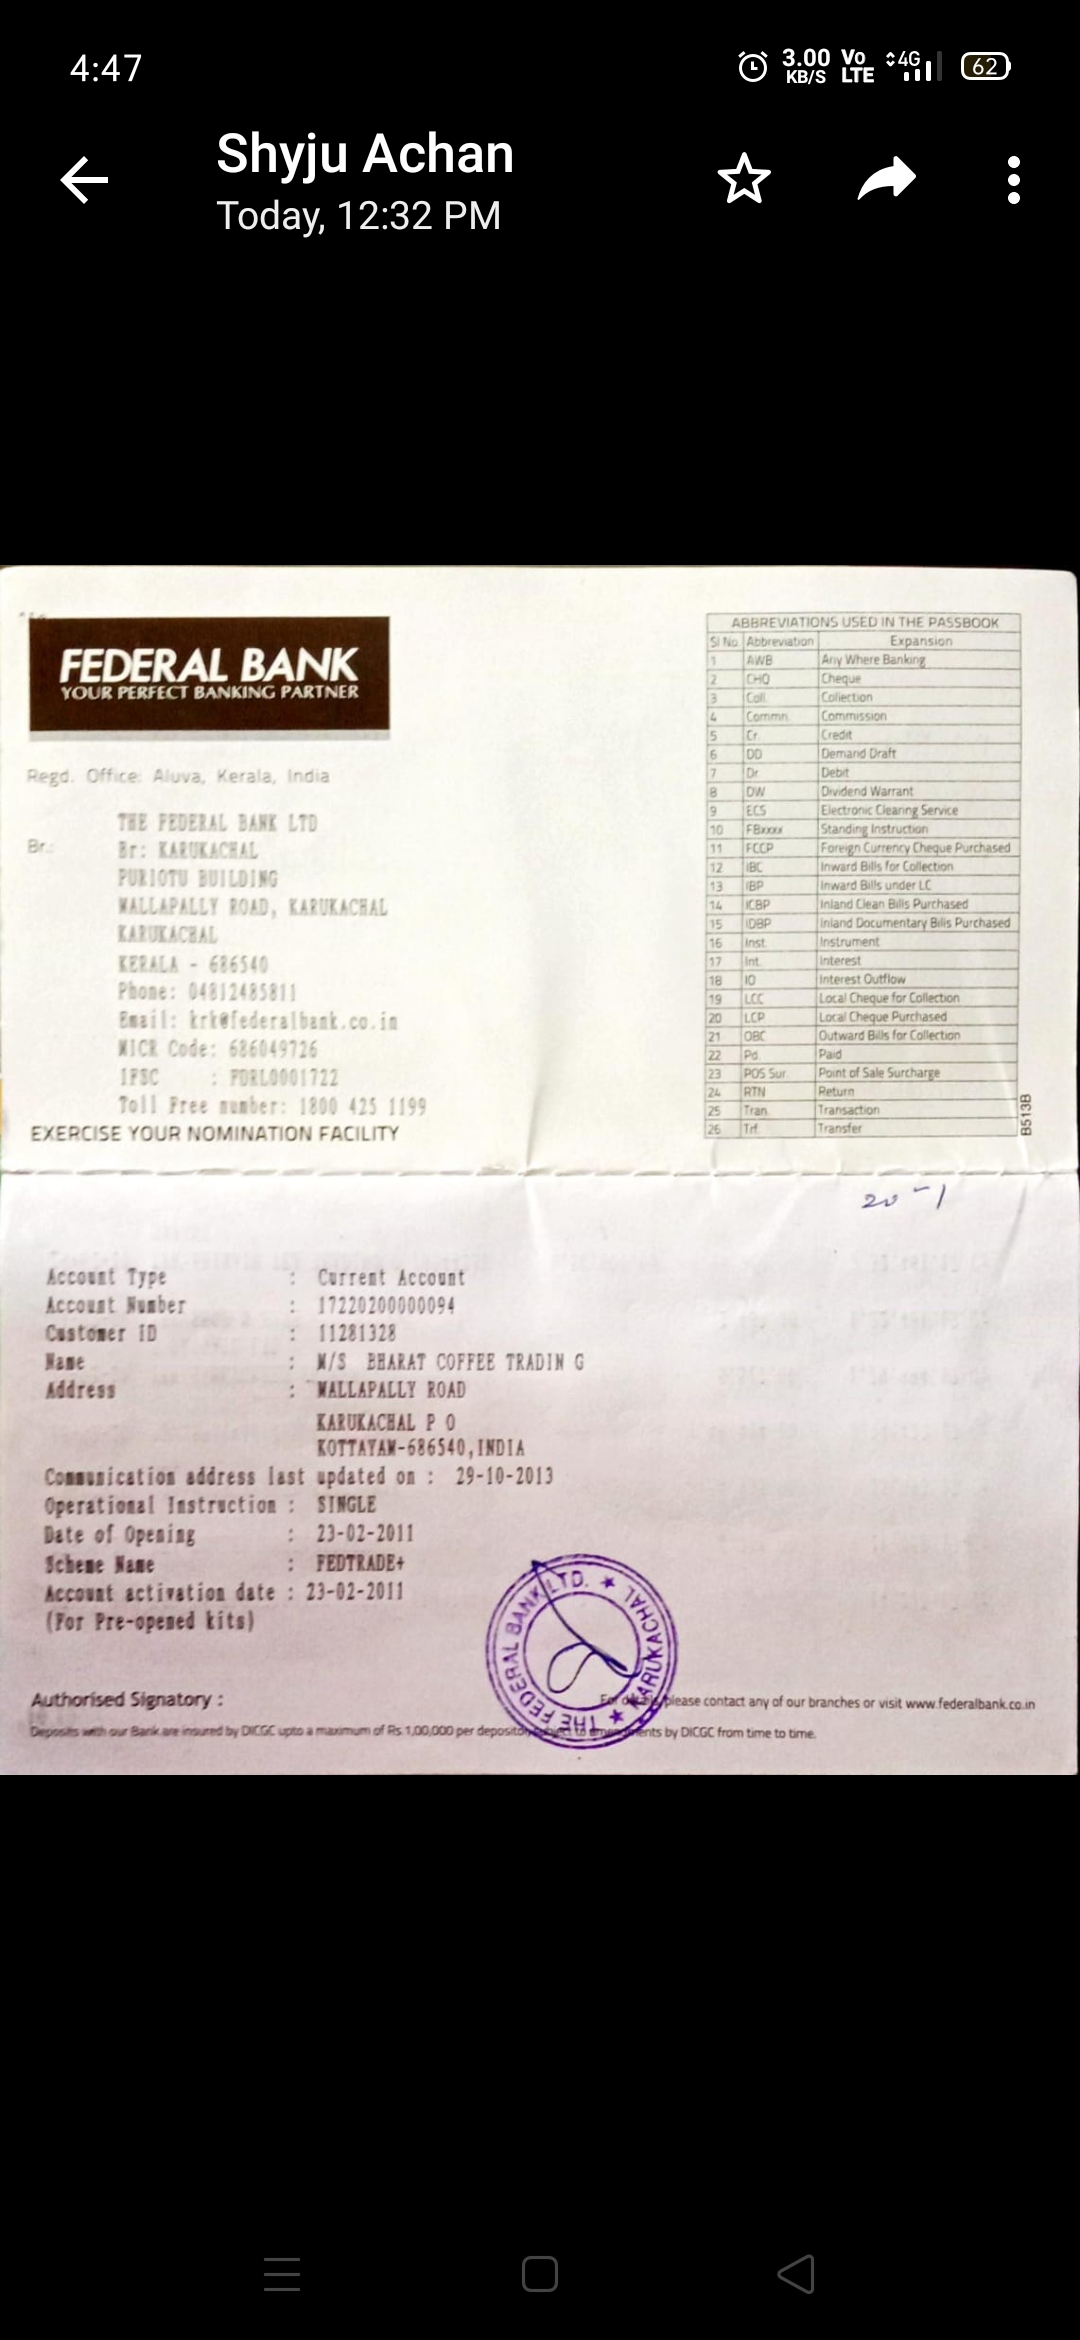 4:47
3.00 KB/S Vo LTE 4G 62
Shyju Achan
Today, 12:32 PM
FEDERAL BANK
YOUR PERFECT BANKING PARTNER
Regd. Office: Aluva, Kerala, India
THE FEDERAL BANK LTD
Br: Br: KARUKACHAL
PURIOTU BUILDING
MALLAPALLY ROAD, KARUKACHAL
KARUKACHAL
KERALA - 686540
Phone: 04812485811
Email: krk@federalbank.co.in
MICR Code: 686049726
IFSC : FDRL0001722
Toll Free number: 1800 425 1199
EXERCISE YOUR NOMINATION FACILITY
ABBREVIATIONS USED IN THE PASSBOOK
Sl No. Abbreviation Expansion
1 AWB Any Where Banking
2 CHQ Cheque
3 Coll. Collection
4 Commn. Commission
5 Cr. Credit
6 DD Demand Draft
7 Dr Debit
8 DW Dividend Warrant
9 ECS Electronic Clearing Service
10 FBxxxx Standing Instruction
11 FCCP Foreign Currency Cheque Purchased
12 IBC Inward Bills for Collection
13 IBP Inward Bills under LC
14 ICBP Inland Clean Bills Purchased
15 IDBP Inland Documentary Bills Purchased
16 Inst. Instrument
17 Int. Interest
18 IO Interest Outflow
19 LCC Local Cheque for Collection
20 LCP Local Cheque Purchased
21 OBC Outward Bills for Collection
22 Pd. Paid
23 POS Sur. Point of Sale Surcharge
24 RTN Return
25 Tran. Transaction
26 Trf. Transfer
B513B
20-1
Account Type : Current Account
Account Number : 17220200000094
Customer ID : 11281328
Name : M/S BHARAT COFFEE TRADIN G
Address : MALLAPALLY ROAD
KARUKACHAL P O
KOTTAYAM-686540,INDIA
Communication address last updated on : 29-10-2013
Operational Instruction : SINGLE
Date of Opening : 23-02-2011
Scheme Name : FEDTRADE+
Account activation date : 23-02-2011
(For Pre-opened kits)
THE FEDERAL BANK LTD. ★ KARUKACHAL ★
Authorised Signatory :
For details, please contact any of our branches or visit www.federalbank.co.in
Deposits with our Bank are insured by DICGC upto a maximum of Rs 1,00,000 per depositor, subject to amendments by DICGC from time to time.